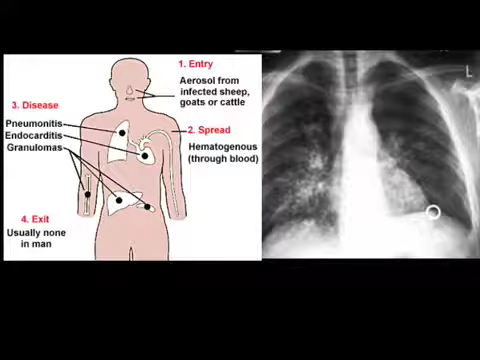 1. Entry
Aerosol from
infected sheep,
goats or cattle
3. Disease
Pneumonitis
Endocarditis
Granulomas
2. Spread
Hematogenous
(through blood)
4. Exit
Usually none
in man
L